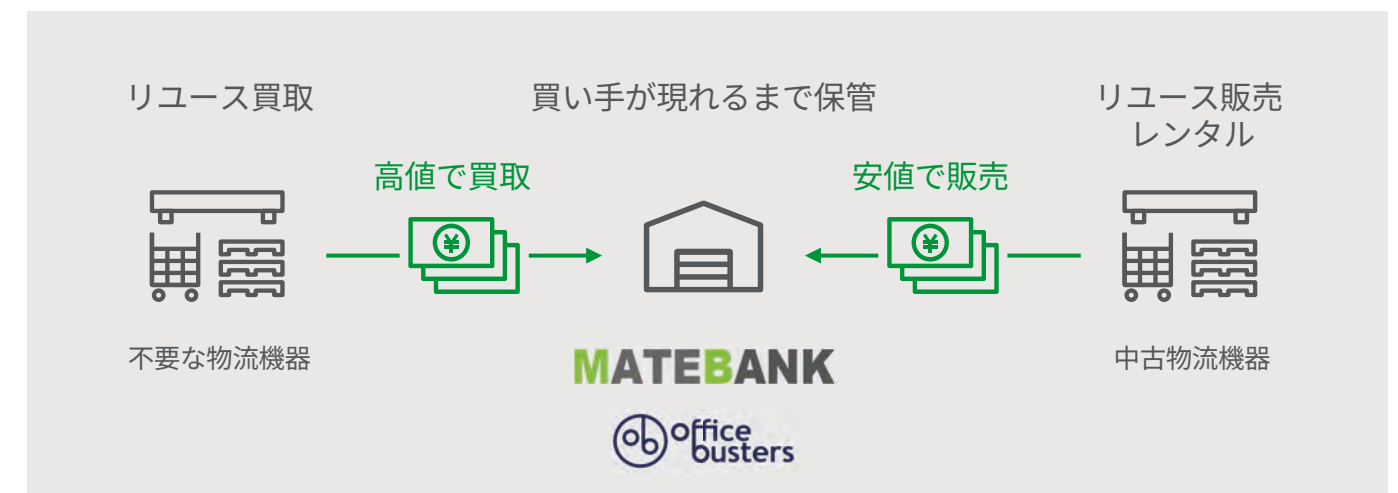 リユース買取
買い手が現れるまで保管
リユース販売
レンタル
高値で買取
安値で販売
¥
¥
不要な物流機器
中古物流機器
MATEBANK
ob office
busters